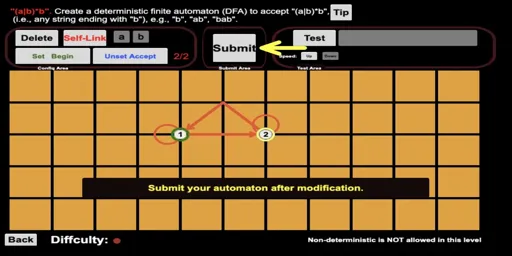 "(a|b)*b". Create a deterministic finite automaton (DFA) to accept "(a|b)*b",
(i.e., any string ending with "b"), e.g., "b", "ab", "bab".
Tip
Delete Self-Link a b
Set Begin Unset Accept 2/2
Submit
Test
Speed: Up Down
Config Area Submit Area Test Area
1 2
Submit your automaton after modification.
Back Diffculty: Non-deterministic is NOT allowed in this level